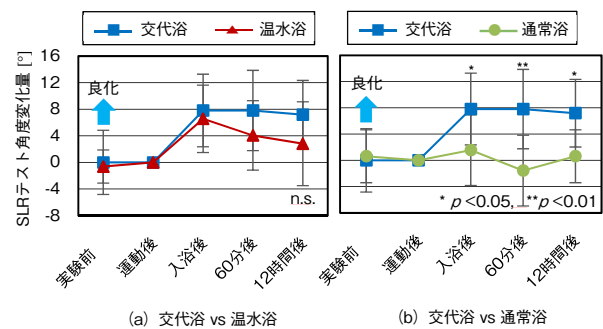 交代浴 温水浴
交代浴 通常浴
SLRテスト角度変化量 [°]
16
12
8
4
0
-4
-8
良化
n.s.
実験前
運動後
入浴後
60分後
12時間後
(a) 交代浴 vs 温水浴
良化
*
**
*
* p <0.05, **p <0.01
実験前
運動後
入浴後
60分後
12時間後
(b) 交代浴 vs 通常浴